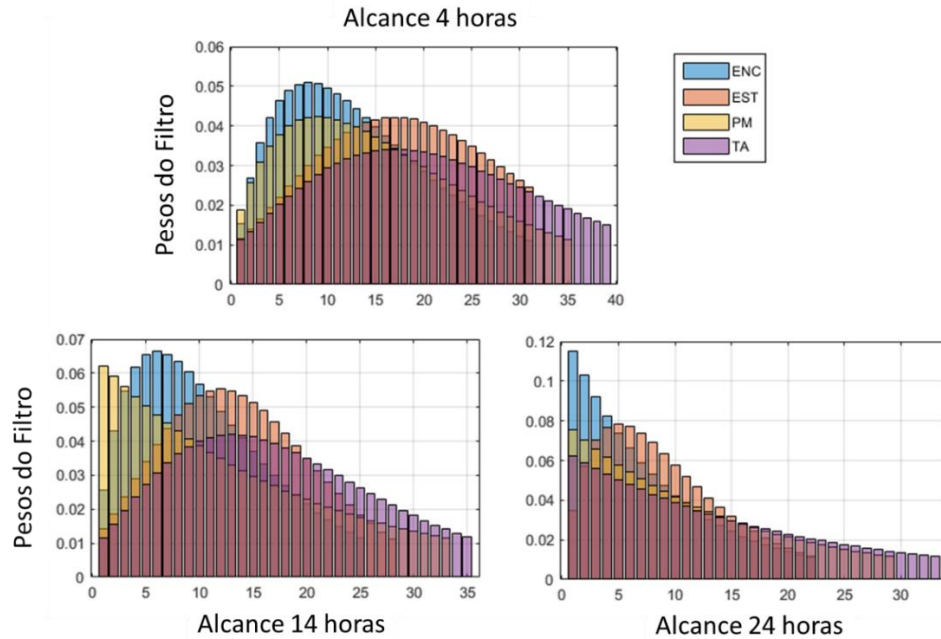 Alcance 4 horas
Pesos do Filtro
0.06
0.05
0.04
0.03
0.02
0.01
0
0 5 10 15 20 25 30 35 40
ENC
EST
PM
TA
Pesos do Filtro
0.07
0.06
0.05
0.04
0.03
0.02
0.01
0
0 5 10 15 20 25 30 35
Alcance 14 horas
0.12
0.1
0.08
0.06
0.04
0.02
0
0 5 10 15 20 25 30
Alcance 24 horas